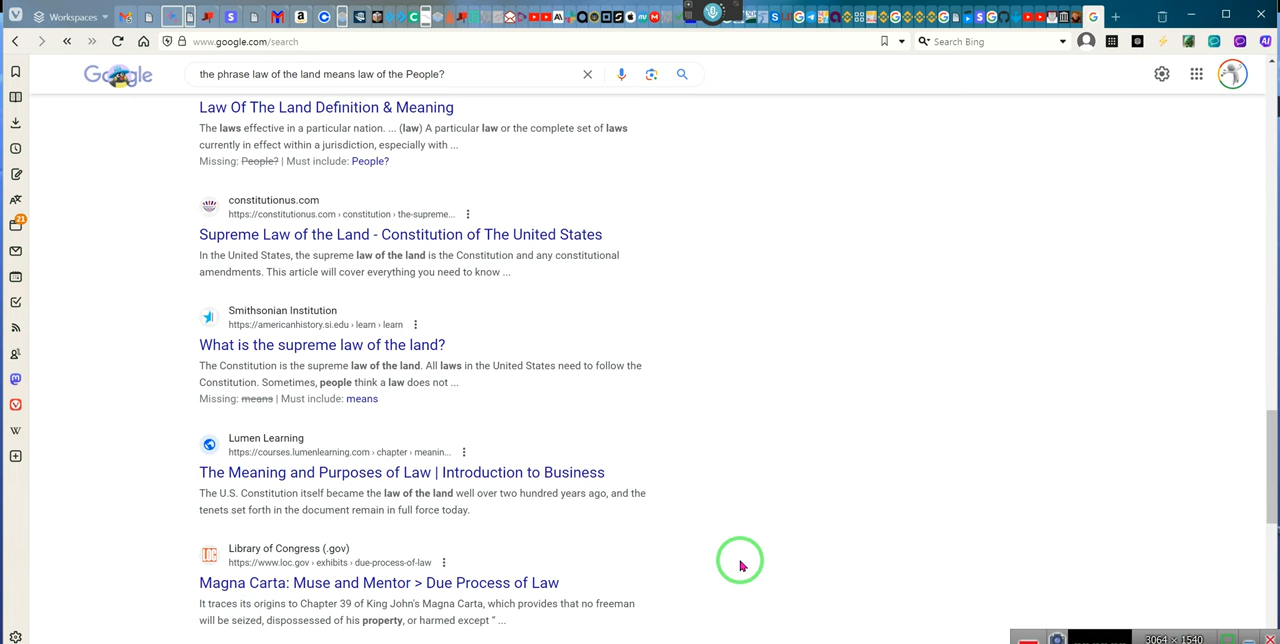 Workspaces
www.google.com/search
Search Bing
21
Google
the phrase law of the land means law of the People?
Law Of The Land Definition & Meaning
The laws effective in a particular nation. ... (law) A particular law or the complete set of laws
currently in effect within a jurisdiction, especially with ...
Missing: People? | Must include: People?
constitutionus.com
https://constitutionus.com › constitution › the-supreme...
Supreme Law of the Land - Constitution of The United States
In the United States, the supreme law of the land is the Constitution and any constitutional
amendments. This article will cover everything you need to know ...
Smithsonian Institution
https://americanhistory.si.edu › learn › learn
What is the supreme law of the land?
The Constitution is the supreme law of the land. All laws in the United States need to follow the
Constitution. Sometimes, people think a law does not ...
Missing: means | Must include: means
Lumen Learning
https://courses.lumenlearning.com › chapter › meanin...
The Meaning and Purposes of Law | Introduction to Business
The U.S. Constitution itself became the law of the land well over two hundred years ago, and the
tenets set forth in the document remain in full force today.
LOC
Library of Congress (.gov)
https://www.loc.gov › exhibits › due-process-of-law
Magna Carta: Muse and Mentor > Due Process of Law
It traces its origins to Chapter 39 of King John's Magna Carta, which provides that no freeman
will be seized, dispossessed of his property, or harmed except " ...
3064 x 1540